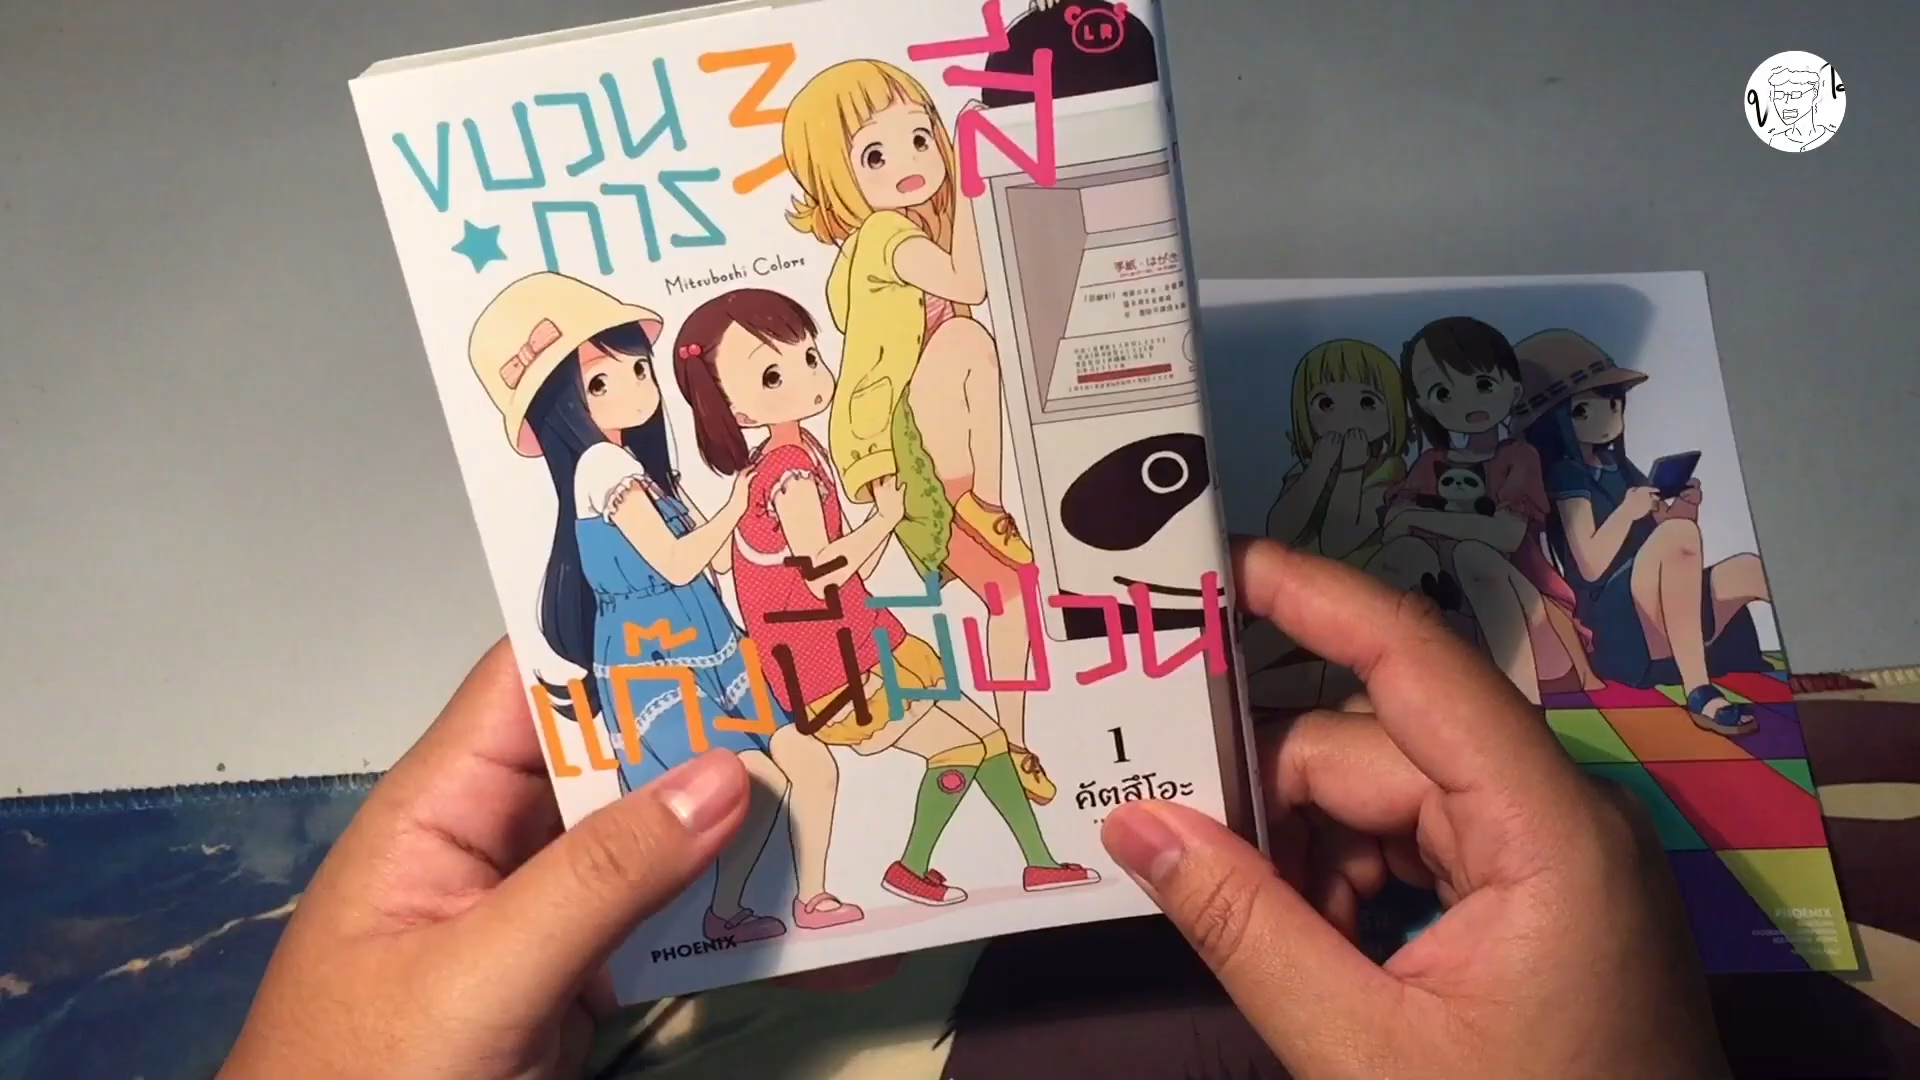 ขบวน
การ
3
สี
LR
Mitsuboshi Colors
手紙・はがき
แก๊งนี้มีป่วน
1
คัตสึโอะ
PHOENIX
PHOENIX